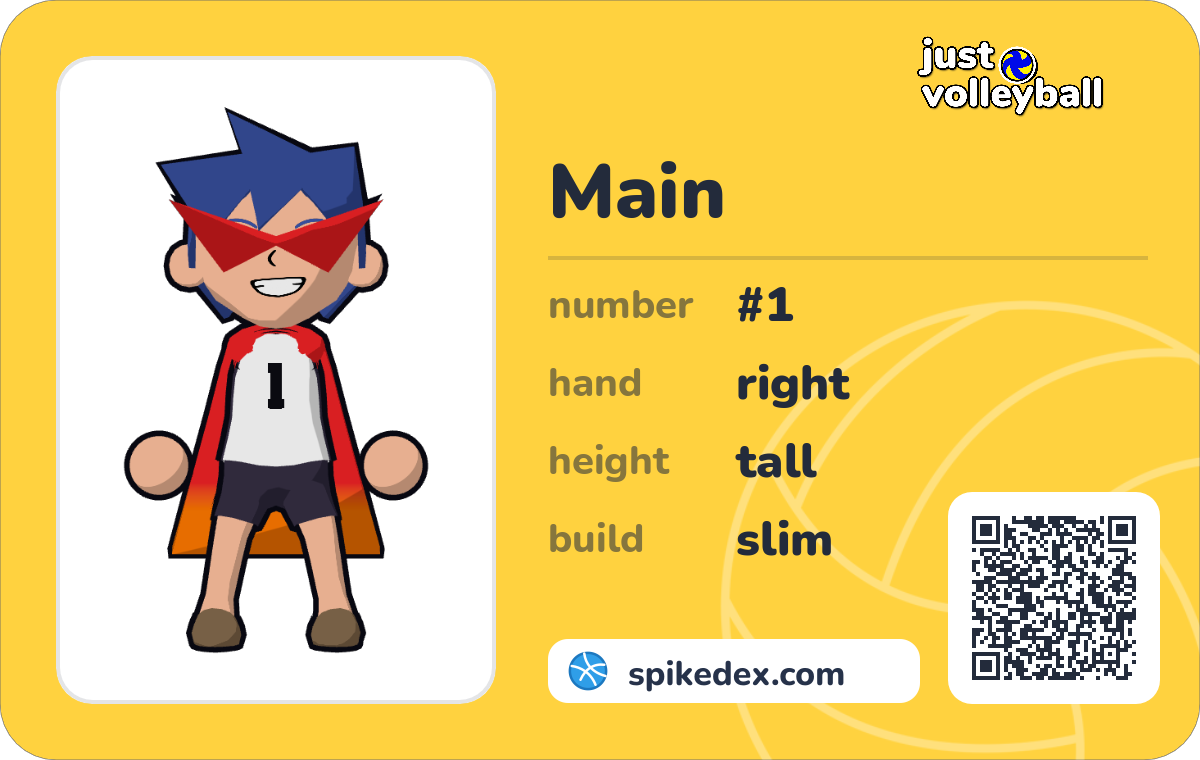 just
volleyball
Main
number #1
hand right
height tall
build slim
1
spikedex.com